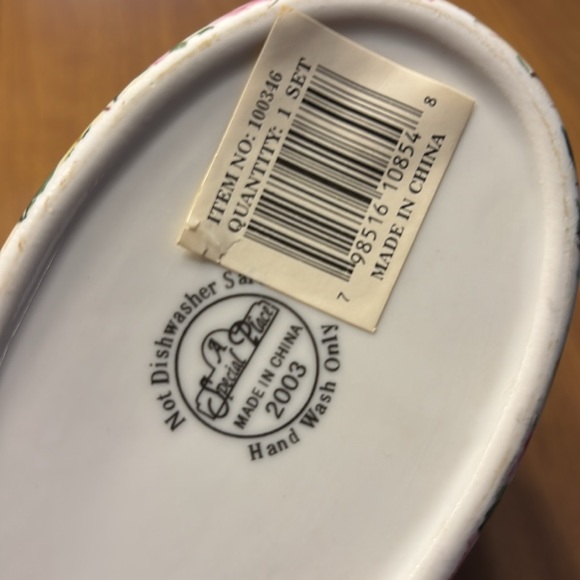 ITEM NO: 100346
QUANTITY: 1 SET
7 98516 10854 8
MADE IN CHINA
Not Dishwasher
A
Special Place
MADE IN CHINA
2003
Hand Wash Only